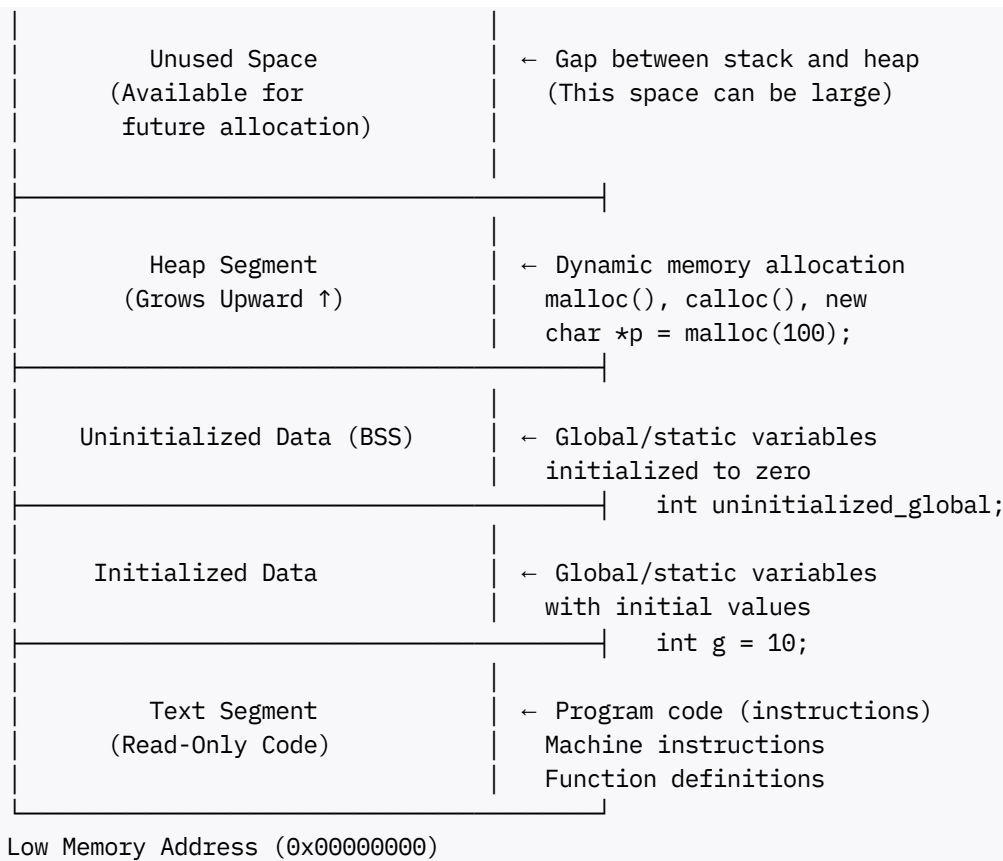 Unused Space ← Gap between stack and heap
(Available for (This space can be large)
future allocation)
Heap Segment ← Dynamic memory allocation
(Grows Upward ↑) malloc(), calloc(), new
char *p = malloc(100);
Uninitialized Data (BSS) ← Global/static variables
initialized to zero
int uninitialized_global;
Initialized Data ← Global/static variables
with initial values
int g = 10;
Text Segment ← Program code (instructions)
(Read-Only Code) Machine instructions
Function definitions
Low Memory Address (0x00000000)